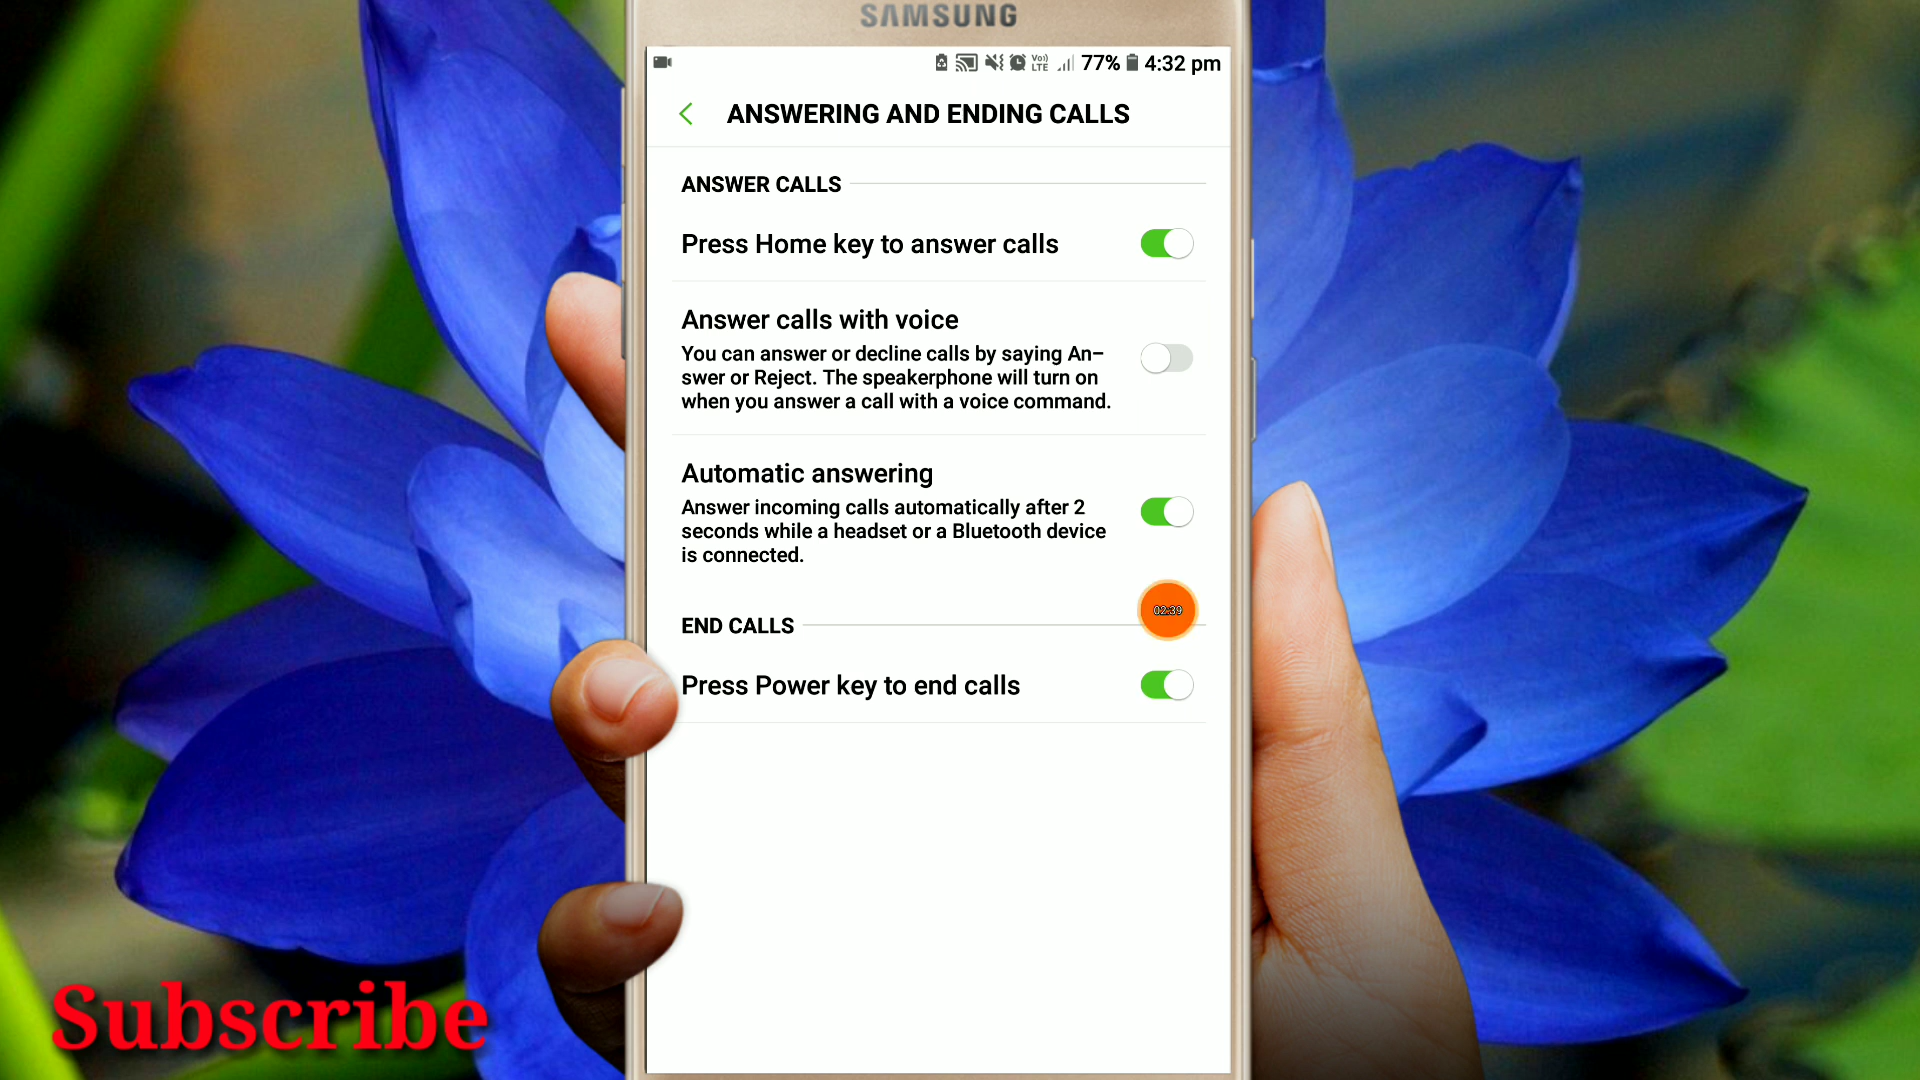 SAMSUNG
Vo)) LTE 77% 4:32 pm
ANSWERING AND ENDING CALLS
ANSWER CALLS
Press Home key to answer calls
Answer calls with voice
You can answer or decline calls by saying An-
swer or Reject. The speakerphone will turn on
when you answer a call with a voice command.
Automatic answering
Answer incoming calls automatically after 2
seconds while a headset or a Bluetooth device
is connected.
02:39
END CALLS
Press Power key to end calls
Subscribe